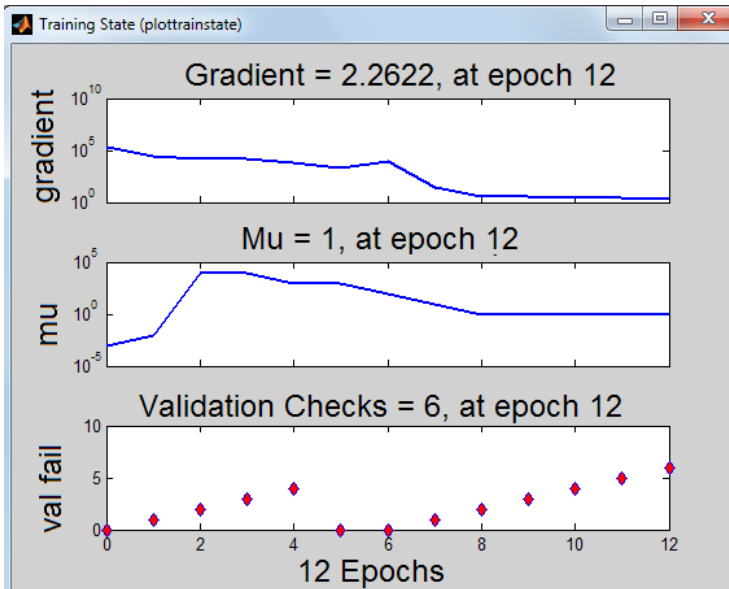 Training State (plottrainstate)
Gradient = 2.2622, at epoch 12
gradient
10^10
10^5
10^0
Mu = 1, at epoch 12
mu
10^5
10^0
10^-5
Validation Checks = 6, at epoch 12
val fail
10
5
0
0 2 4 6 8 10 12
12 Epochs